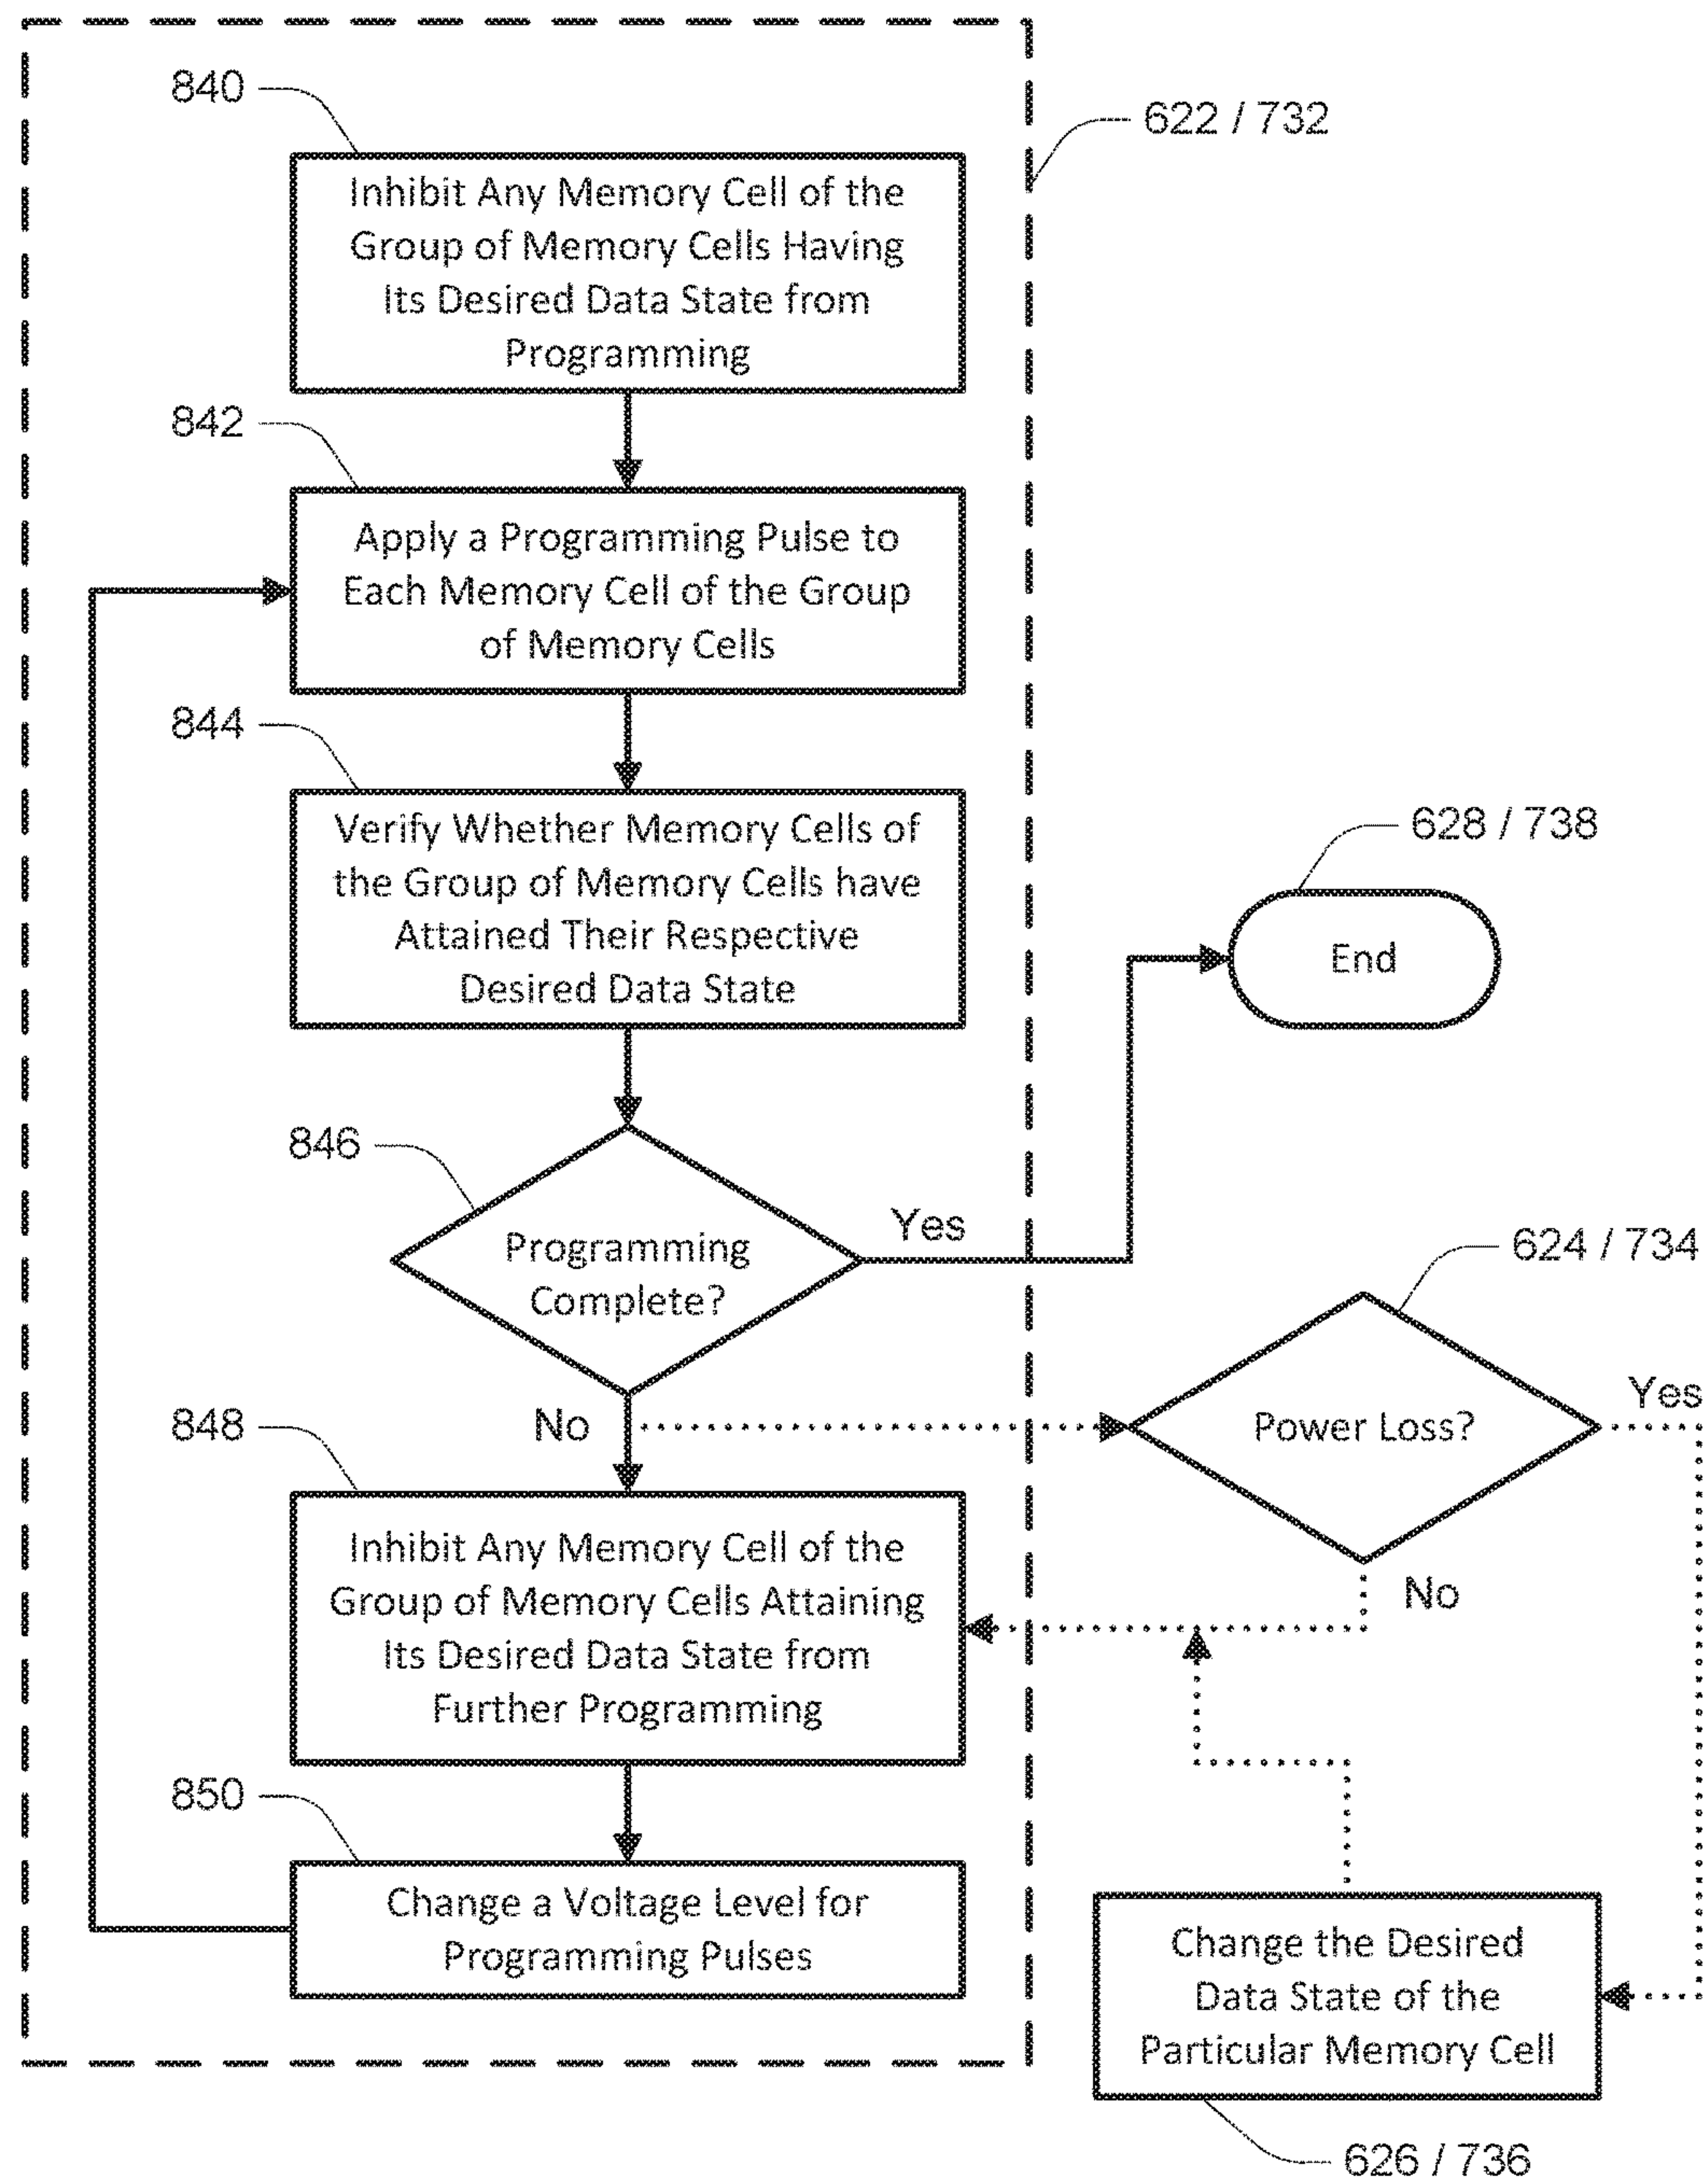 840
622 / 732
Inhibit Any Memory Cell of the
Group of Memory Cells Having
Its Desired Data State from
Programming
842
Apply a Programming Pulse to
Each Memory Cell of the Group
of Memory Cells
844
Verify Whether Memory Cells of
the Group of Memory Cells have
Attained Their Respective
Desired Data State
628 / 738
End
846
Programming
Complete?
Yes
No
624 / 734
Power Loss?
Yes
No
848
Inhibit Any Memory Cell of the
Group of Memory Cells Attaining
Its Desired Data State from
Further Programming
850
Change a Voltage Level for
Programming Pulses
Change the Desired
Data State of the
Particular Memory Cell
626 / 736